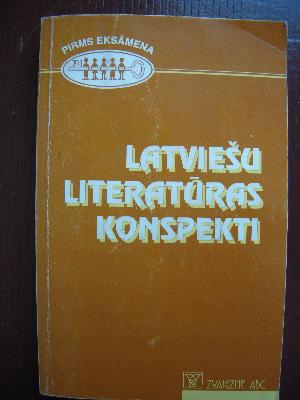 PIRMS EKSĀMENA
LATVIEŠU
LITERATŪRAS
KONSPEKTI
ZVAIGZNE ABC